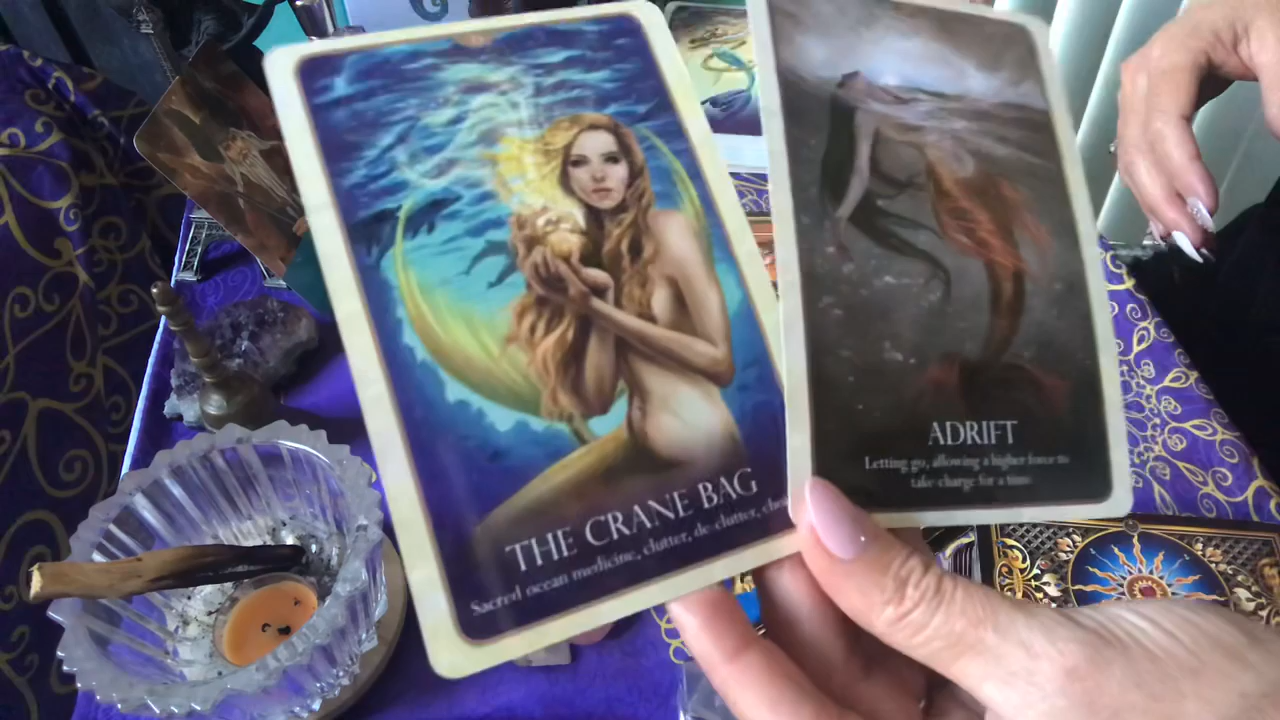 THE CRANE BAG
Sacred ocean medicine, clutter, de-clutter,
ADRIFT
Letting go, allowing a higher force to
take charge for a time